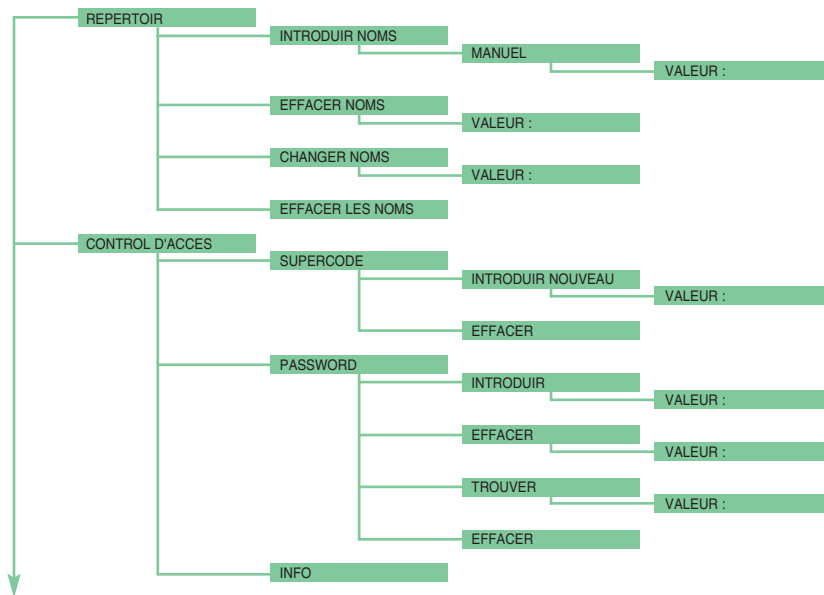 REPERTOIR
INTRODUIR NOMS
MANUEL
VALEUR :
EFFACER NOMS
VALEUR :
CHANGER NOMS
VALEUR :
EFFACER LES NOMS
CONTROL D'ACCES
SUPERCODE
INTRODUIR NOUVEAU
VALEUR :
EFFACER
PASSWORD
INTRODUIR
VALEUR :
EFFACER
VALEUR :
TROUVER
VALEUR :
EFFACER
INFO